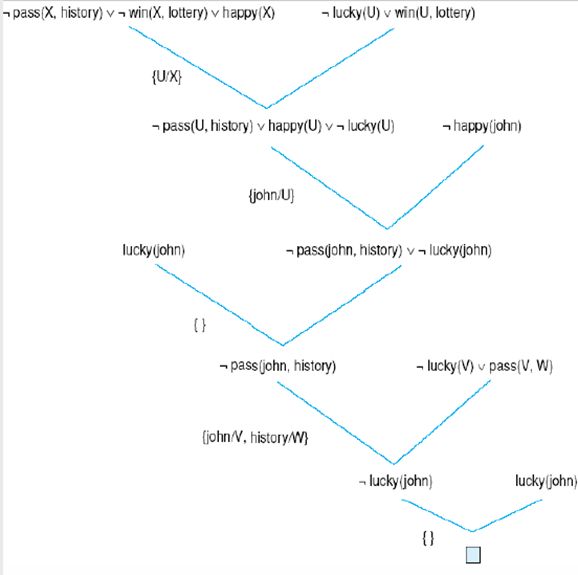 ¬ pass(X, history) ∨ ¬ win(X, lottery) ∨ happy(X) ¬ lucky(U) ∨ win(U, lottery)
{U/X}
¬ pass(U, history) ∨ happy(U) ∨ ¬ lucky(U) ¬ happy(john)
{john/U}
lucky(john) ¬ pass(john, history) ∨ ¬ lucky(john)
{ }
¬ pass(john, history) ¬ lucky(V) ∨ pass(V, W)
{john/V, history/W}
¬ lucky(john) lucky(john)
{ }